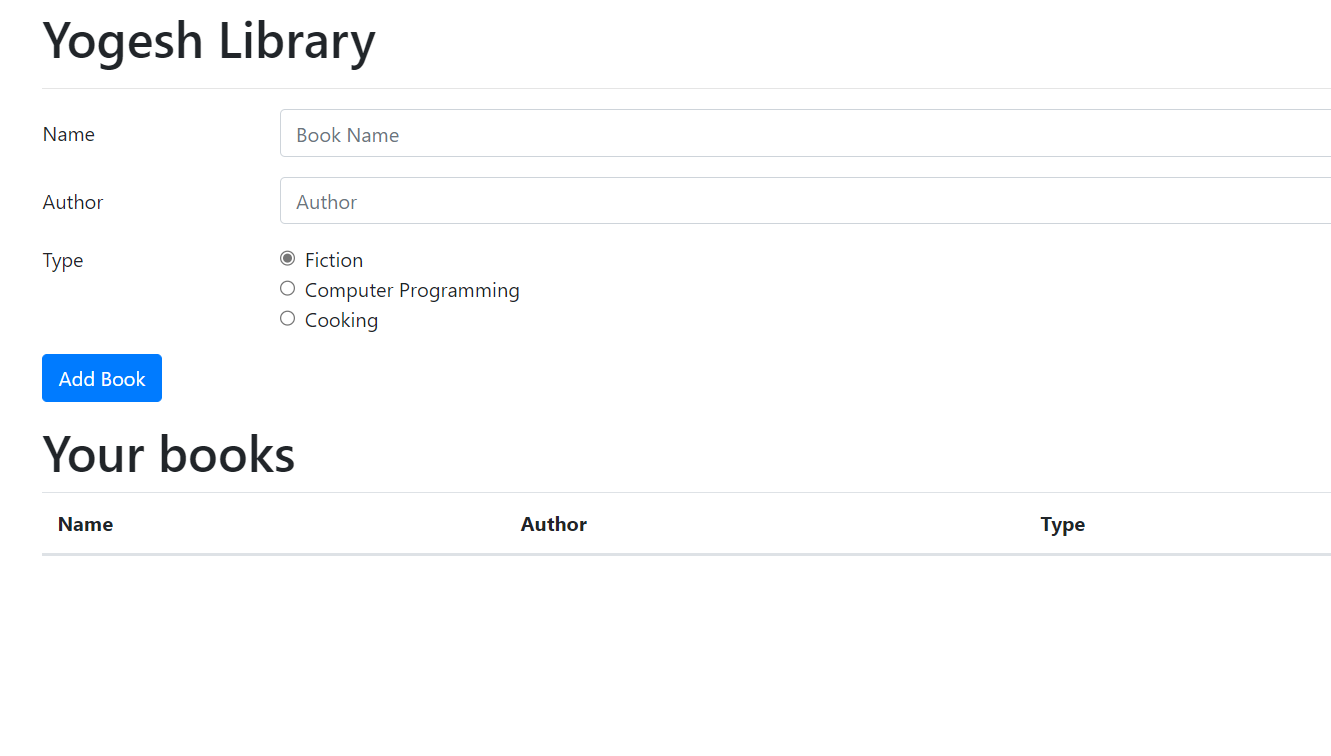 Yogesh Library
Name
Book Name
Author
Author
Type
Fiction
Computer Programming
Cooking
Add Book
Your books
Name Author Type